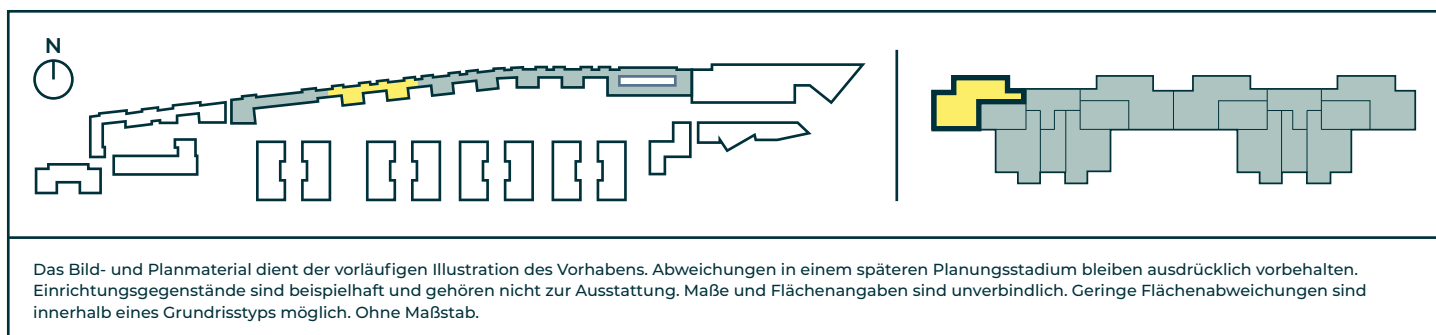 N
Das Bild- und Planmaterial dient der vorläufigen Illustration des Vorhabens. Abweichungen in einem späteren Planungsstadium bleiben ausdrücklich vorbehalten.
Einrichtungsgegenstände sind beispielhaft und gehören nicht zur Ausstattung. Maße und Flächenangaben sind unverbindlich. Geringe Flächenabweichungen sind
innerhalb eines Grundrisstyps möglich. Ohne Maßstab.